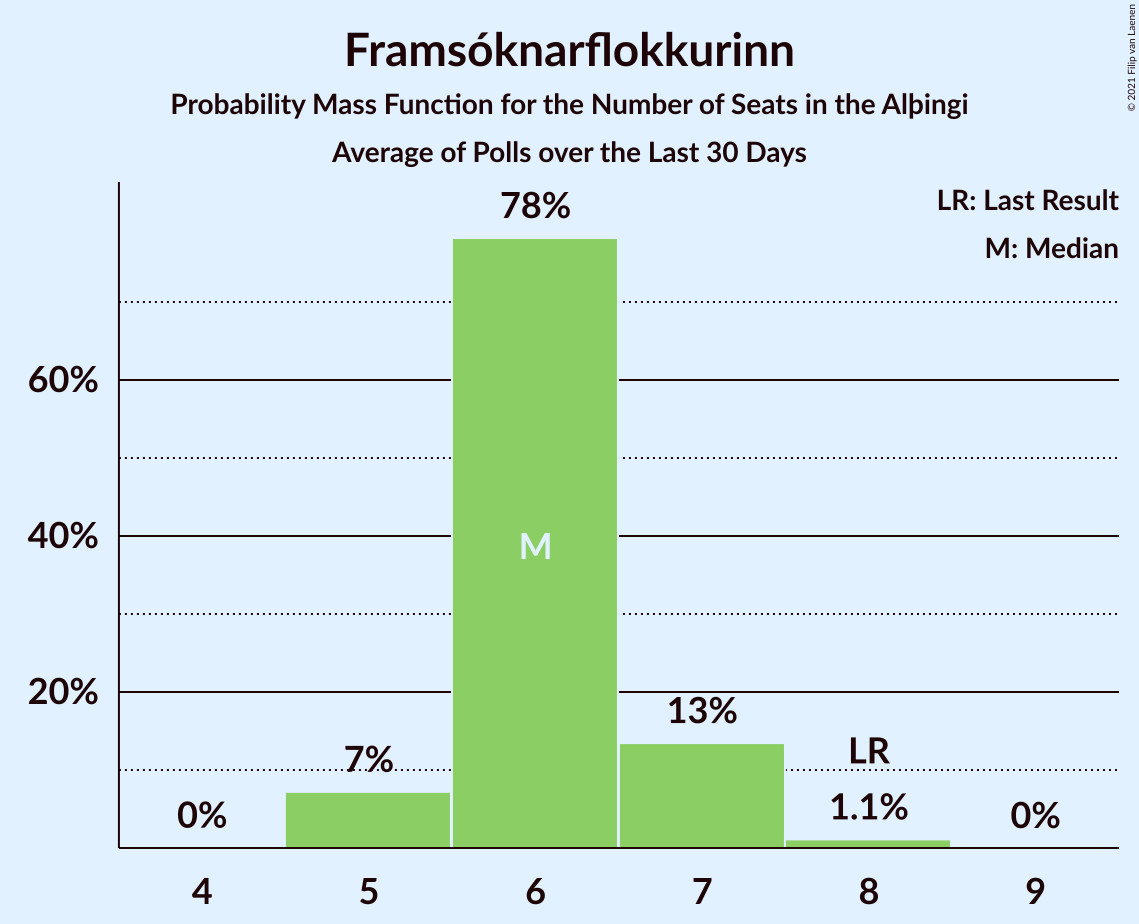 Framsóknarflokkurinn
Probability Mass Function for the Number of Seats in the Alþingi
Average of Polls over the Last 30 Days
© 2021 Filip van Laenen
LR: Last Result
M: Median
78%
60%
40%
M
20%
13%
7%
LR
0%
1.1%
0%
4 5 6 7 8 9